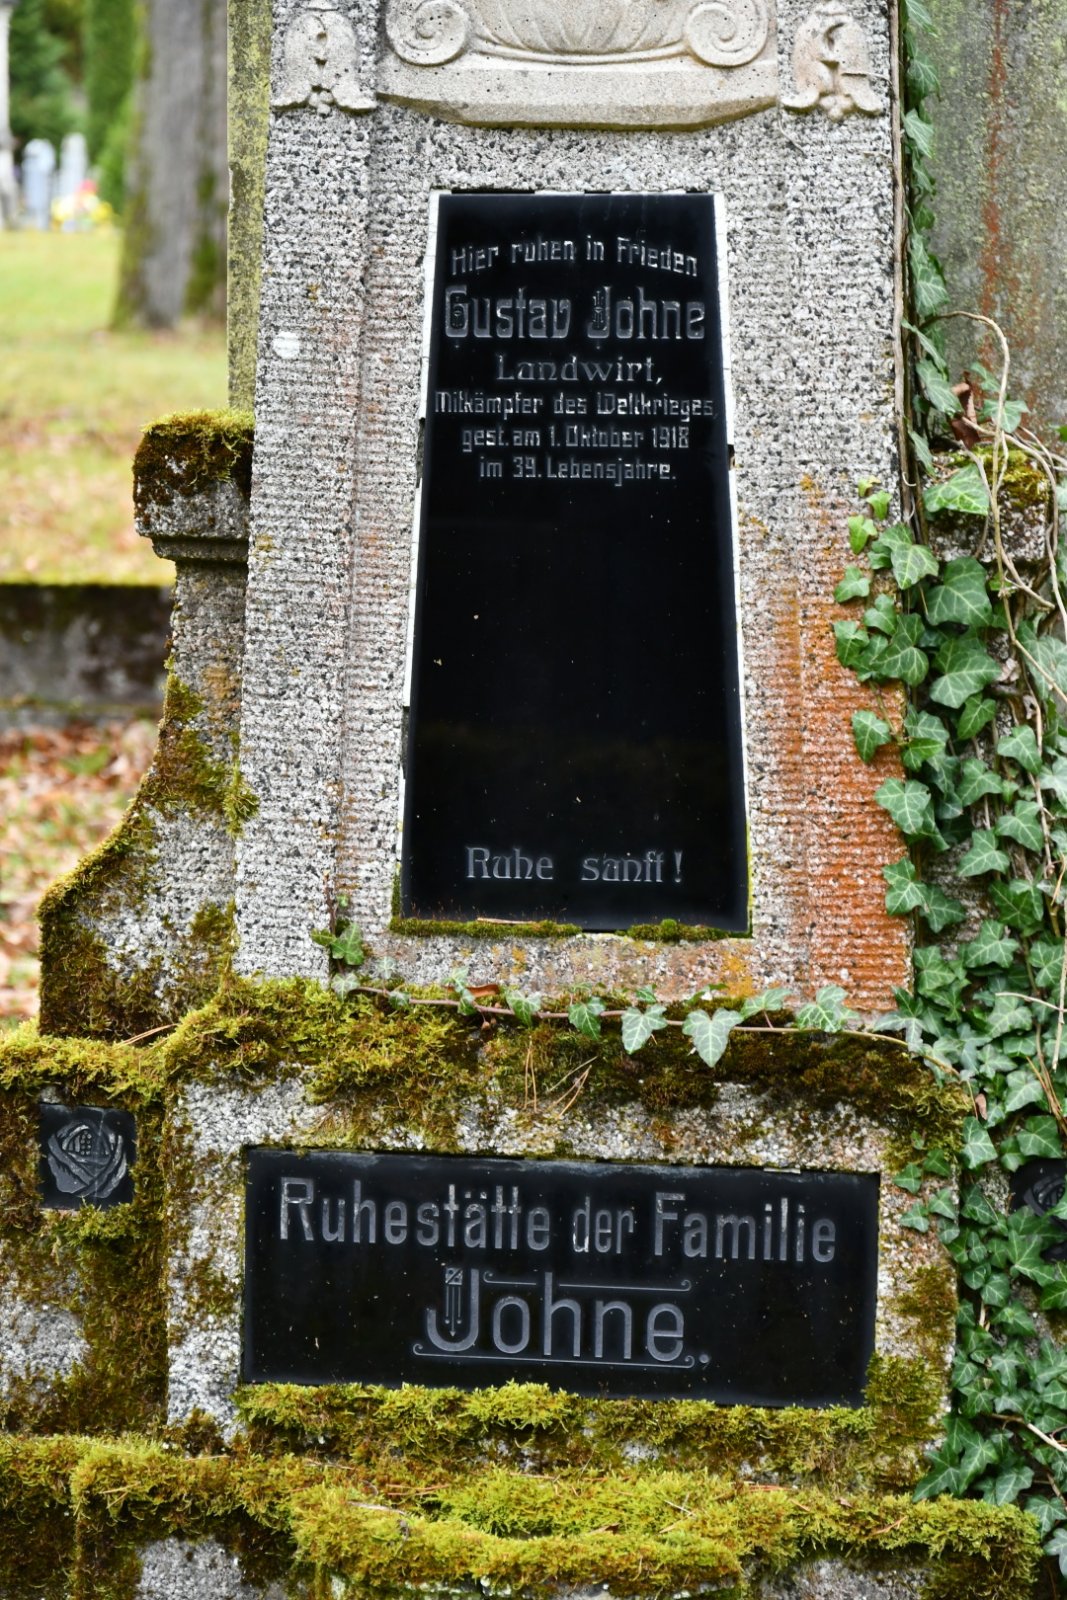 Hier ruhen in Frieden
Gustav Johne
Landwirt,
Mitkämpfer des Weltkrieges,
gest. am 1. Oktober 1918
im 39. Lebensjahre.
Ruhe sanft!
Ruhestätte der Familie
Johne.